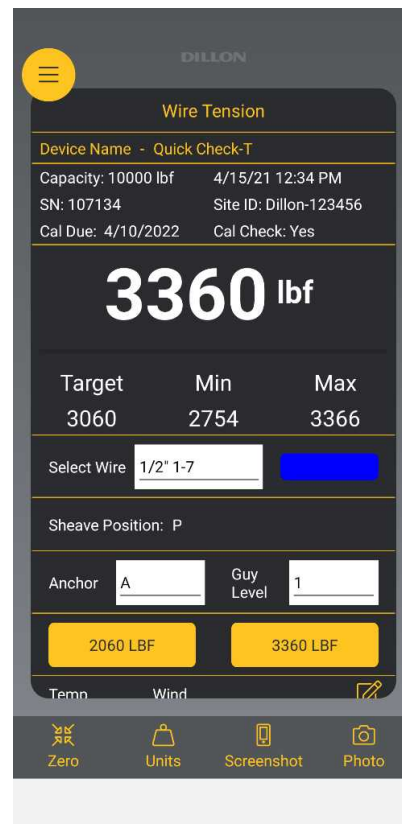 DILLON
Wire Tension
Device Name - Quick Check-T
Capacity: 10000 lbf 4/15/21 12:34 PM
SN: 107134 Site ID: Dillon-123456
Cal Due: 4/10/2022 Cal Check: Yes
3360 lbf
Target Min Max
3060 2754 3366
Select Wire 1/2" 1-7
Sheave Position: P
Anchor A Guy Level 1
2060 LBF 3360 LBF
Temp Wind
Zero Units Screenshot Photo